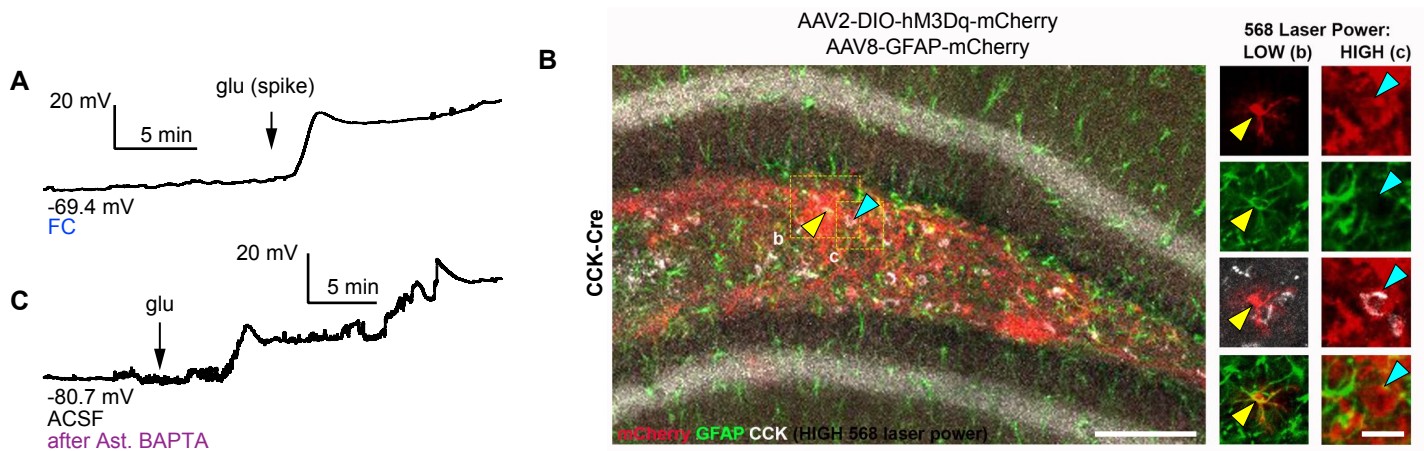 A
20 mV
5 min
glu (spike)
-69.4 mV
FC
C
20 mV
5 min
glu
-80.7 mV
ACSF
after Ast. BAPTA
B
AAV2-DIO-hM3Dq-mCherry
AAV8-GFAP-mCherry
CCK-Cre
b
c
mCherry GFAP CCK (HIGH 568 laser power)
568 Laser Power:
LOW (b) HIGH (c)